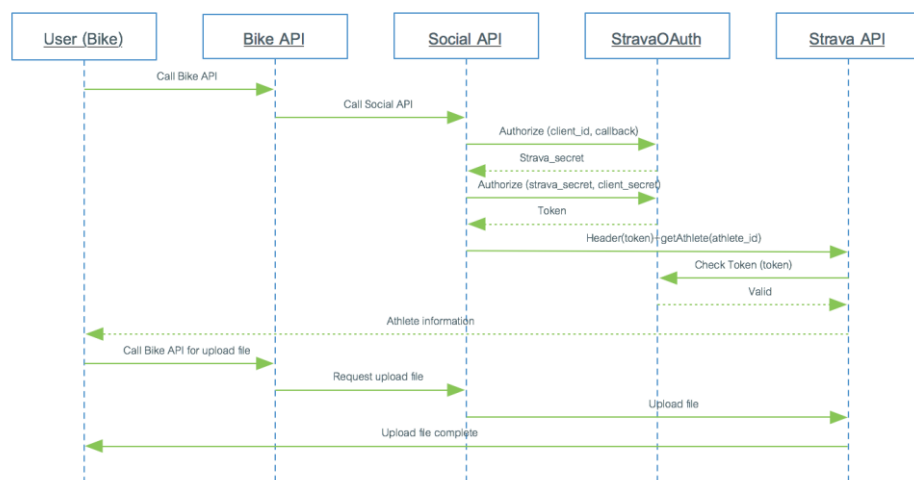 User (Bike)
Bike API
Social API
StravaOAuth
Strava API
Call Bike API
Call Social API
Authorize (client_id, callback)
Strava_secret
Authorize (strava_secret, client_secret)
Token
Header(token)-getAthlete(athlete_id)
Check Token (token)
Valid
Athlete information
Call Bike API for upload file
Request upload file
Upload file
Upload file complete